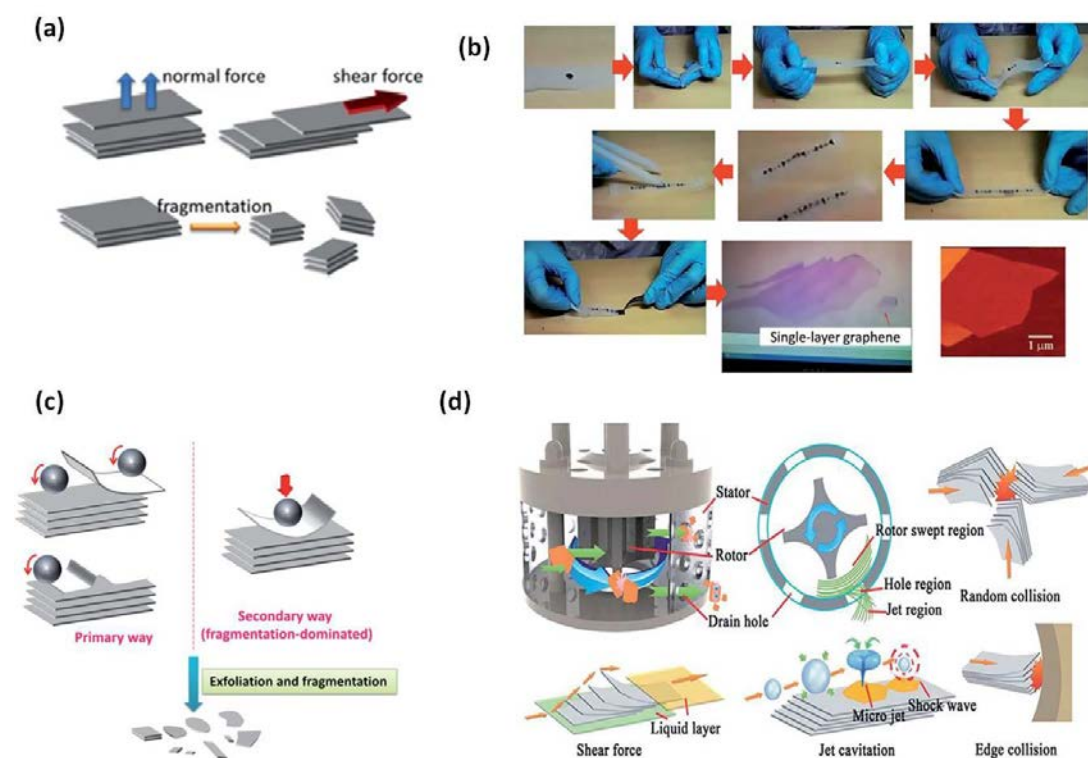 (a)
normal force
shear force
fragmentation
(b)
Single-layer graphene
1 μm
(c)
Primary way
Secondary way
(fragmentation-dominated)
Exfoliation and fragmentation
(d)
Stator
Rotor
Drain hole
Rotor swept region
Hole region
Jet region
Random collision
Liquid layer
Shear force
Micro jet
Shock wave
Jet cavitation
Edge collision